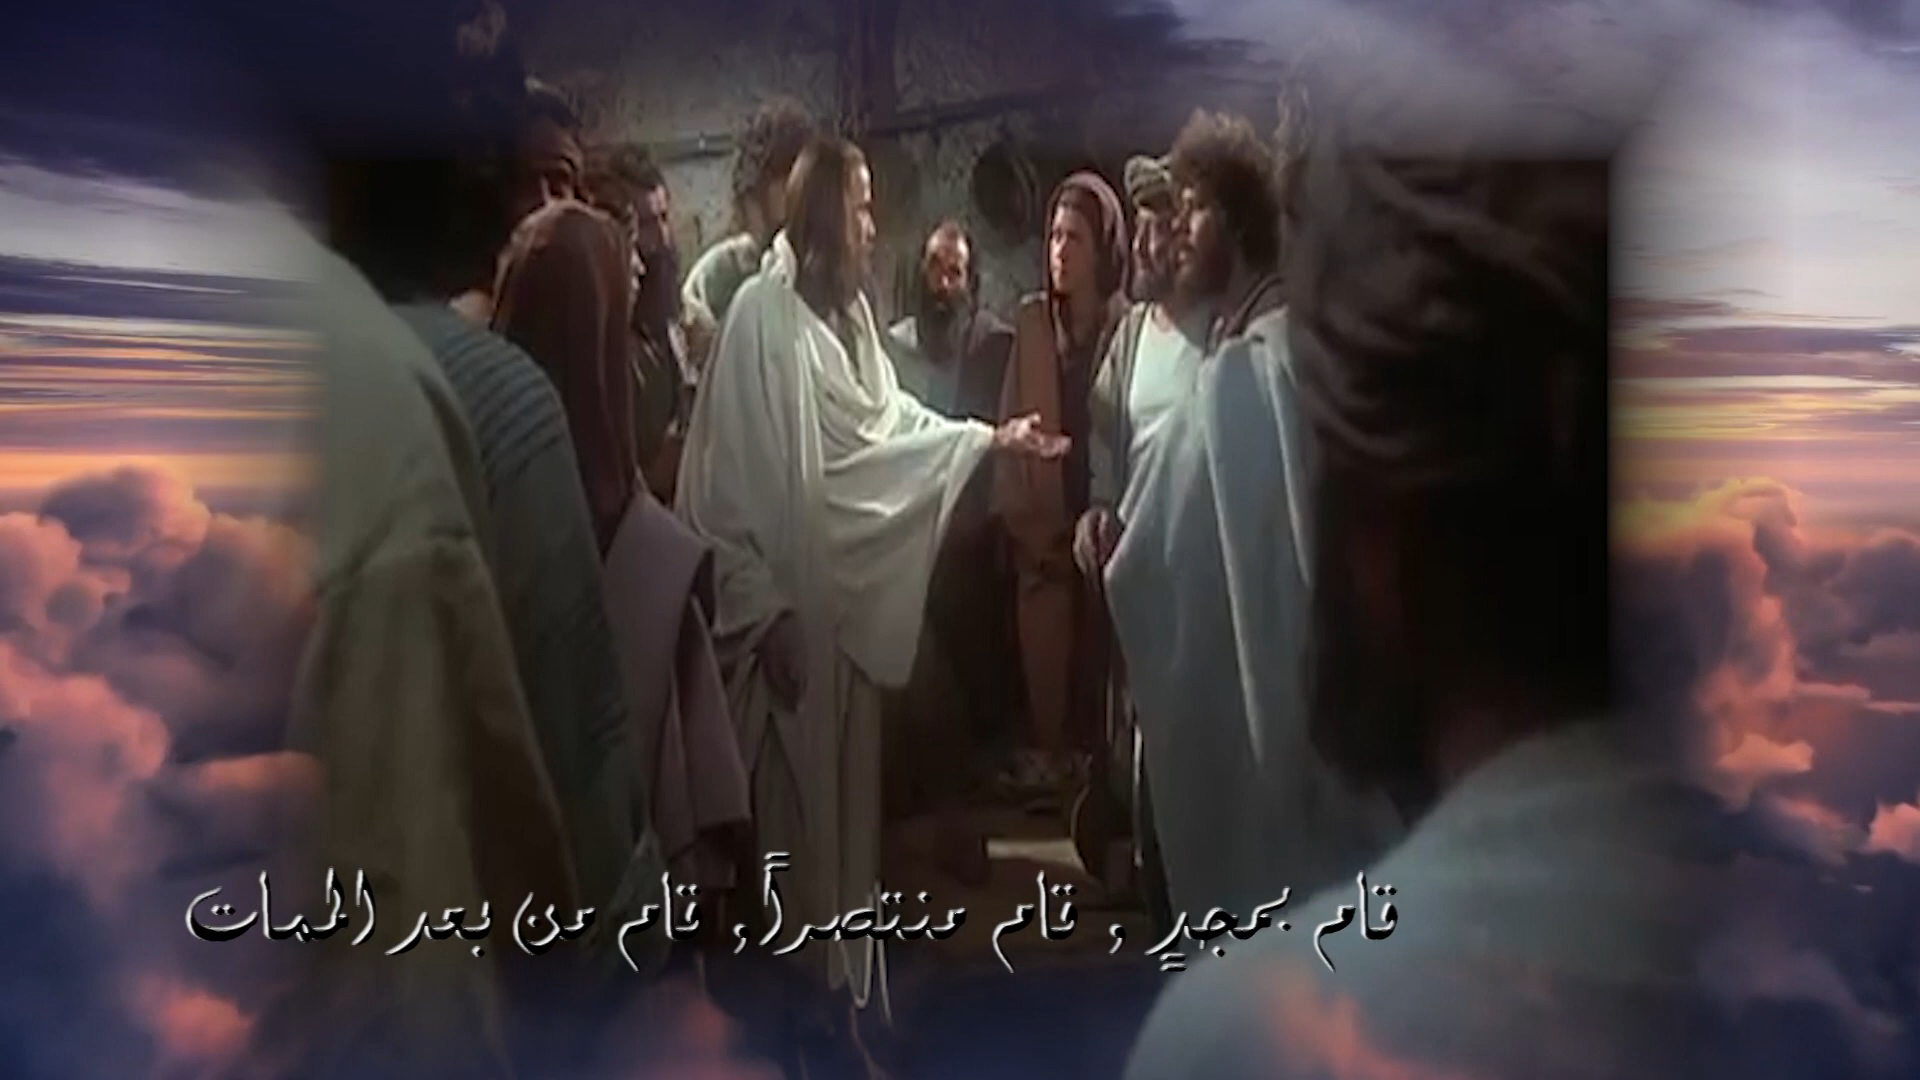 قام بمجدٍ , قام منتصراً, قام من بعد الممات